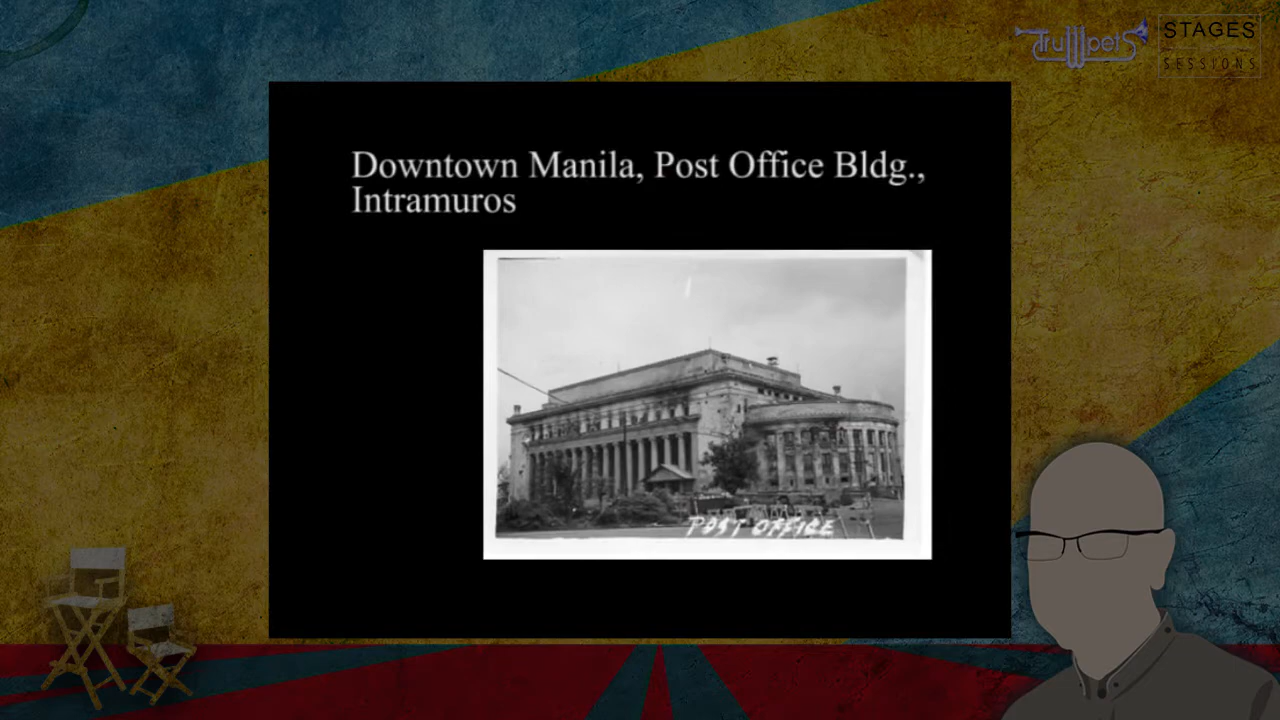 Trumpets
STAGES
SESSIONS
Downtown Manila, Post Office Bldg.,
Intramuros
POST OFFICE